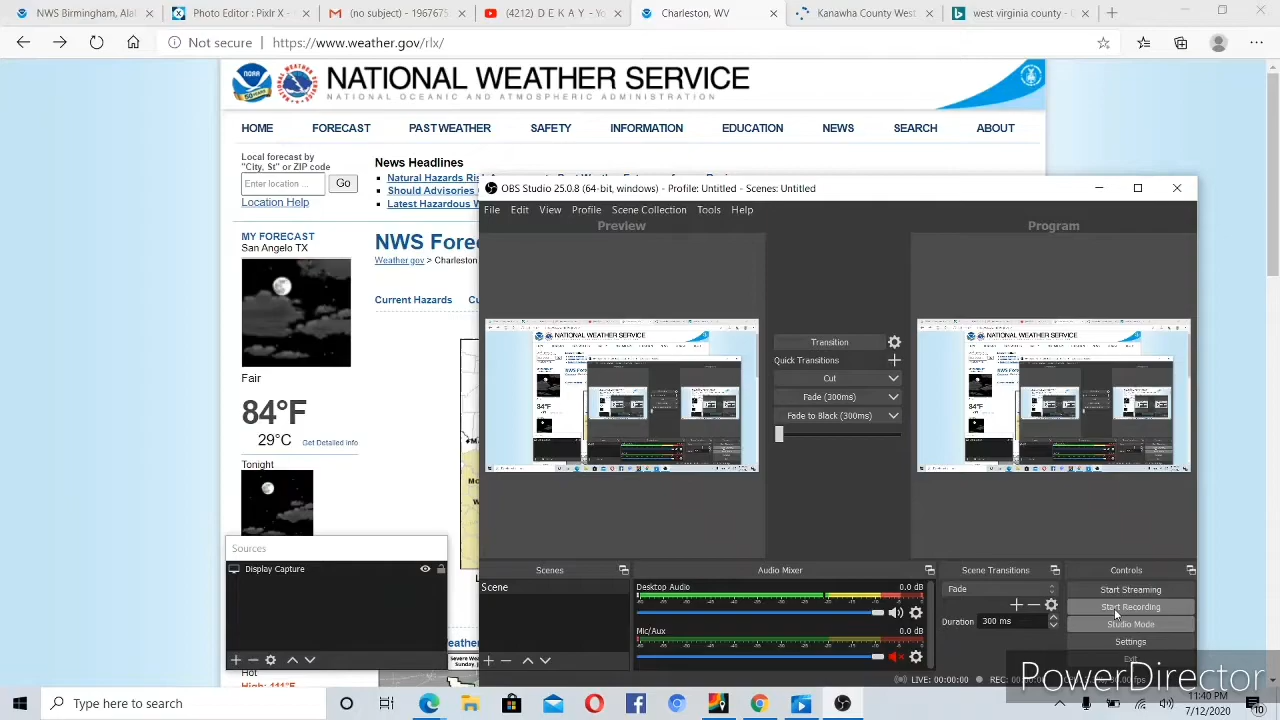 NWS Birmingham, Alab
Photo Editor : Pixlr X -
(4212) D E K A Y - Yo
Charleston, WV
Kanawha County We
west virginia county -
Not secure | https://www.weather.gov/rlx/
NATIONAL WEATHER SERVICE
NATIONAL OCEANIC AND ATMOSPHERIC ADMINISTRATION
HOME FORECAST PAST WEATHER SAFETY INFORMATION EDUCATION NEWS SEARCH ABOUT
Local forecast by
"City, St" or ZIP code
Enter location ...
Go
Location Help
News Headlines
Natural Hazards
Should Advisories
Latest Hazardous W
MY FORECAST
San Angelo TX
Fair
84°F
29°C Get Detailed info
Tonight
Hot
High: 111°F
NWS Fore
Weather.gov > Charleston
Current Hazards
OBS Studio 25.0.8 (64-bit, windows) - Profile: Untitled - Scenes: Untitled
File Edit View Profile Scene Collection Tools Help
Preview
Program
Transition
Quick Transitions
Cut
Fade (300ms)
Fade to Black (300ms)
Sources
Display Capture
Scenes
Scene
Audio Mixer
Desktop Audio 0.0 dB
Mic/Aux 0.0 dB
Scene Transitions
Fade
Duration 300 ms
Controls
Start Streaming
Start Recording
Studio Mode
Settings
Exit
LIVE: 00:00:00
REC:
PowerDirector
Type here to search
11:40 PM
7/12/2020
10